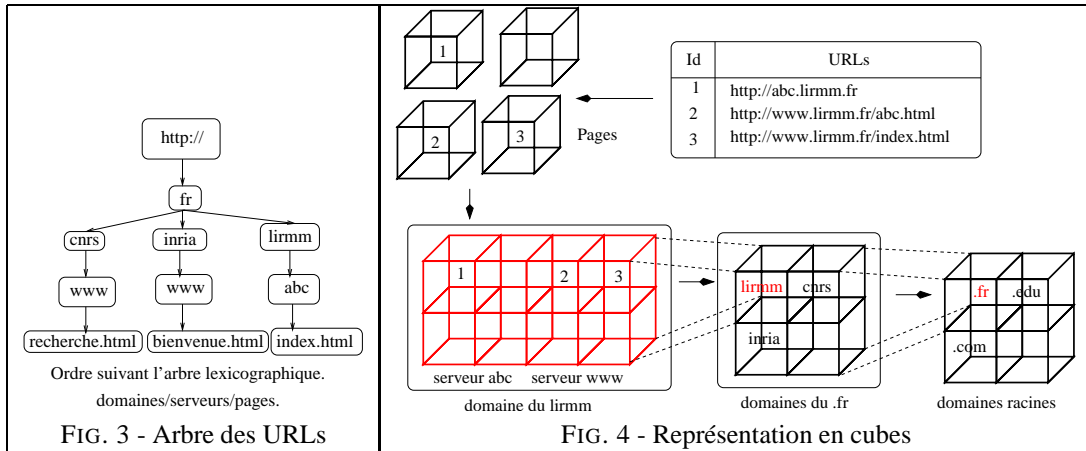 http://
fr
cnrs inria lirmm
www www abc
recherche.html bienvenue.html index.html
Ordre suivant l'arbre lexicographique.
domaines/serveurs/pages.
FIG. 3 - Arbre des URLs
1
2 3
Pages
Id URLs
1 http://abc.lirmm.fr
2 http://www.lirmm.fr/abc.html
3 http://www.lirmm.fr/index.html
1 2 3
serveur abc serveur www
domaine du lirmm
lirmm cnrs
inria
domaines du .fr
.fr .edu
.com
domaines racines
FIG. 4 - Représentation en cubes